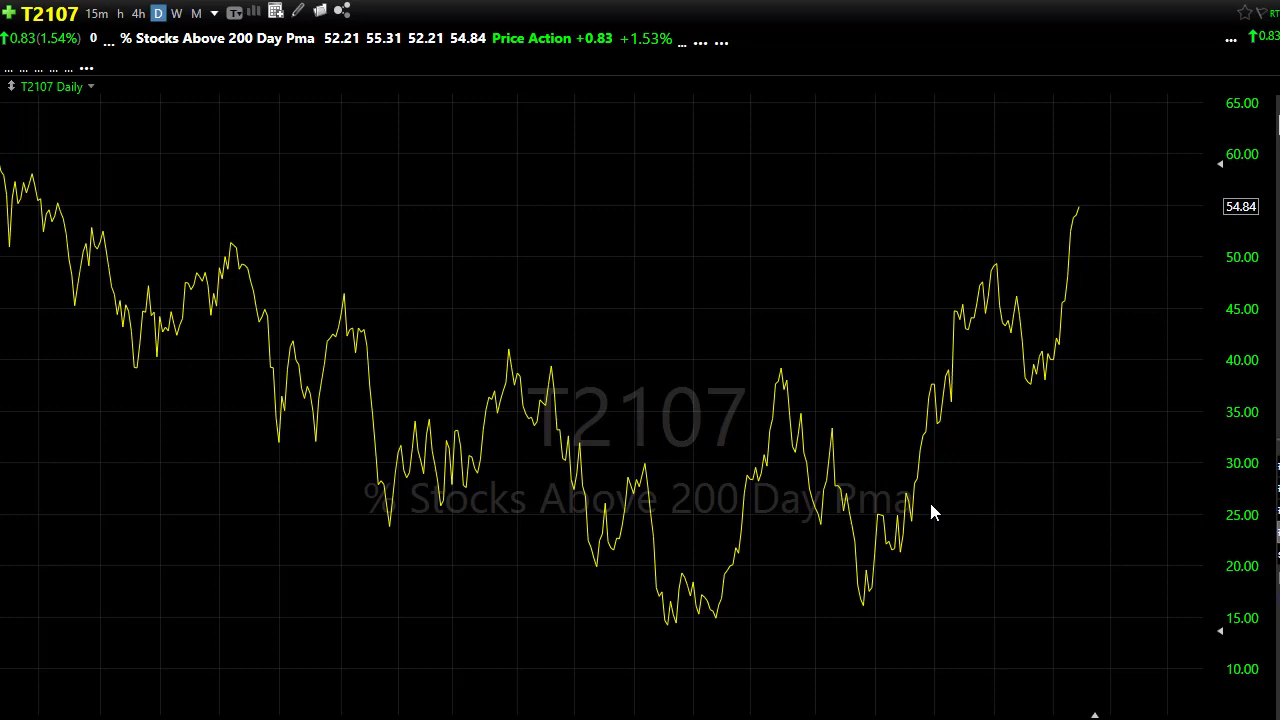 T2107 15m h 4h D W M T RT
0.83(1.54%) 0 ... % Stocks Above 200 Day Pma 52.21 55.31 52.21 54.84 Price Action +0.83 +1.53% ... ... ... ... 0.83
... ... ... ... ... ...
T2107 Daily
65.00
60.00
54.84
50.00
45.00
40.00
T2107
35.00
30.00
% Stocks Above 200 Day Pma
25.00
20.00
15.00
10.00